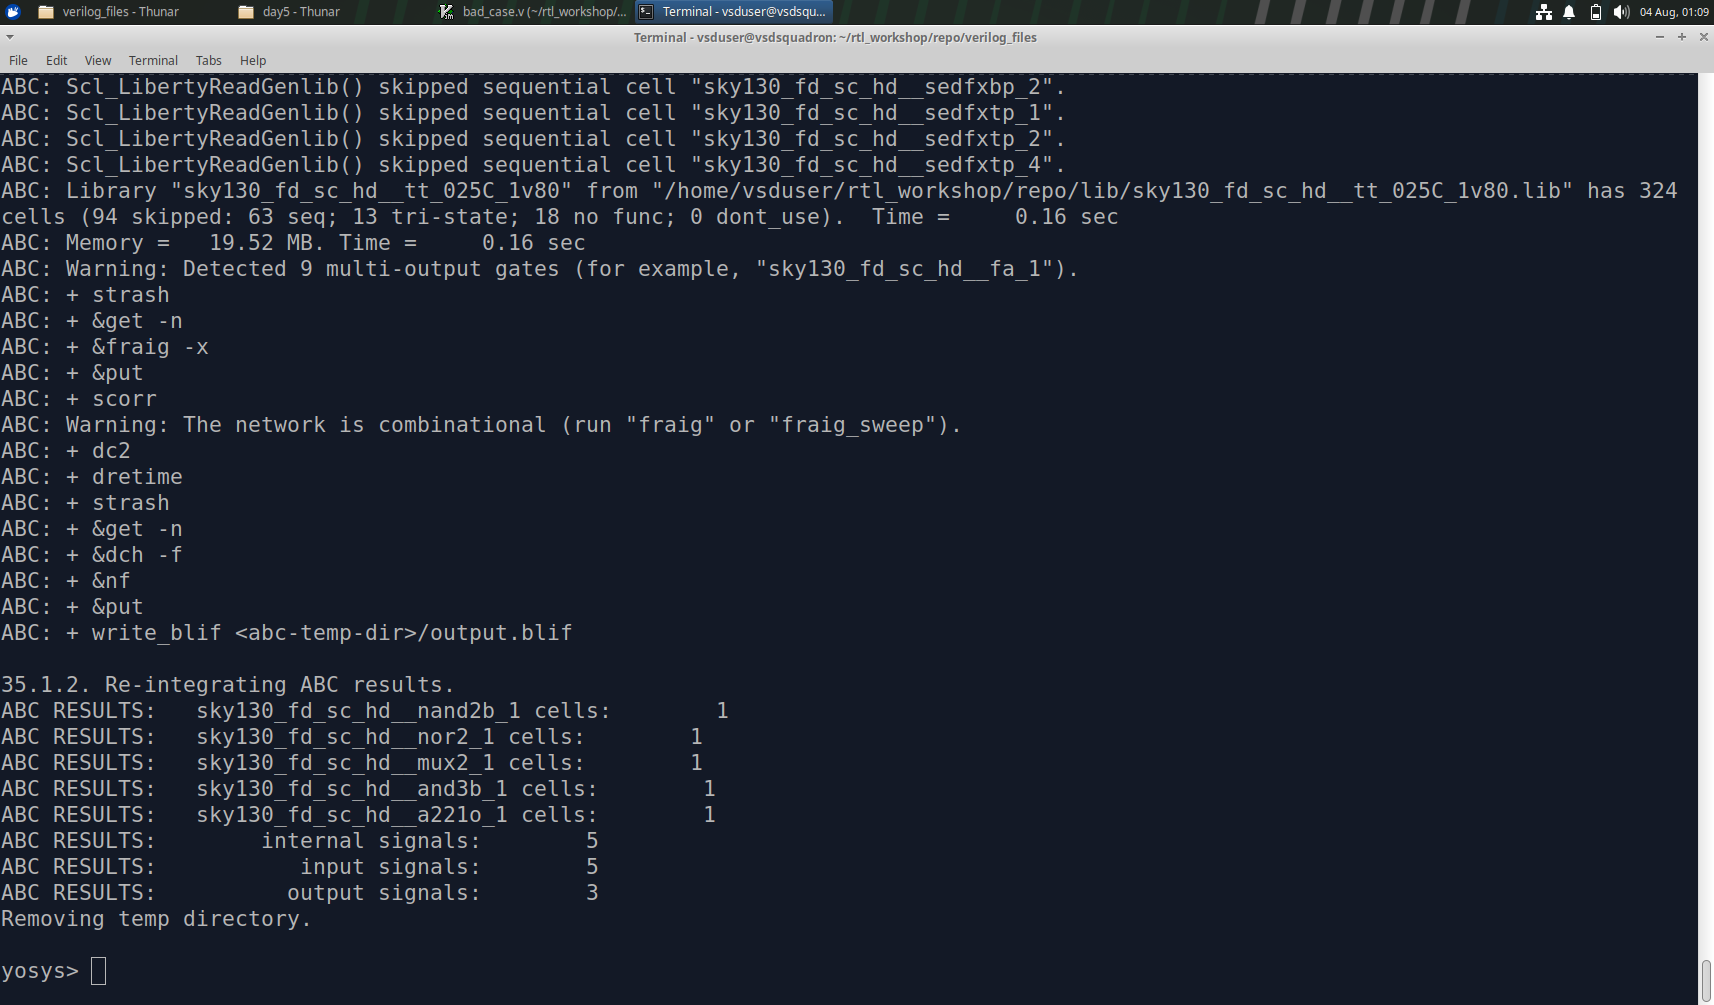 verilog_files - Thunar
day5 - Thunar
bad_case.v (~/rtl_workshop/...
Terminal - vsduser@vsdsqu...
04 Aug, 01:09
Terminal - vsduser@vsdsquadron: ~/rtl_workshop/repo/verilog_files
File Edit View Terminal Tabs Help
ABC: Scl_LibertyReadGenlib() skipped sequential cell "sky130_fd_sc_hd__sedfxbp_2".
ABC: Scl_LibertyReadGenlib() skipped sequential cell "sky130_fd_sc_hd__sedfxtp_1".
ABC: Scl_LibertyReadGenlib() skipped sequential cell "sky130_fd_sc_hd__sedfxtp_2".
ABC: Scl_LibertyReadGenlib() skipped sequential cell "sky130_fd_sc_hd__sedfxtp_4".
ABC: Library "sky130_fd_sc_hd__tt_025C_1v80" from "/home/vsduser/rtl_workshop/repo/lib/sky130_fd_sc_hd__tt_025C_1v80.lib" has 324
cells (94 skipped: 63 seq; 13 tri-state; 18 no func; 0 dont_use).  Time =     0.16 sec
ABC: Memory =   19.52 MB. Time =     0.16 sec
ABC: Warning: Detected 9 multi-output gates (for example, "sky130_fd_sc_hd__fa_1").
ABC: + strash
ABC: + &get -n
ABC: + &fraig -x
ABC: + &put
ABC: + scorr
ABC: Warning: The network is combinational (run "fraig" or "fraig_sweep").
ABC: + dc2
ABC: + dretime
ABC: + strash
ABC: + &get -n
ABC: + &dch -f
ABC: + &nf
ABC: + &put
ABC: + write_blif <abc-temp-dir>/output.blif
35.1.2. Re-integrating ABC results.
ABC RESULTS:   sky130_fd_sc_hd__nand2b_1 cells:        1
ABC RESULTS:   sky130_fd_sc_hd__nor2_1 cells:        1
ABC RESULTS:   sky130_fd_sc_hd__mux2_1 cells:        1
ABC RESULTS:   sky130_fd_sc_hd__and3b_1 cells:        1
ABC RESULTS:   sky130_fd_sc_hd__a221o_1 cells:        1
ABC RESULTS:        internal signals:        5
ABC RESULTS:           input signals:        5
ABC RESULTS:          output signals:        3
Removing temp directory.
yosys>